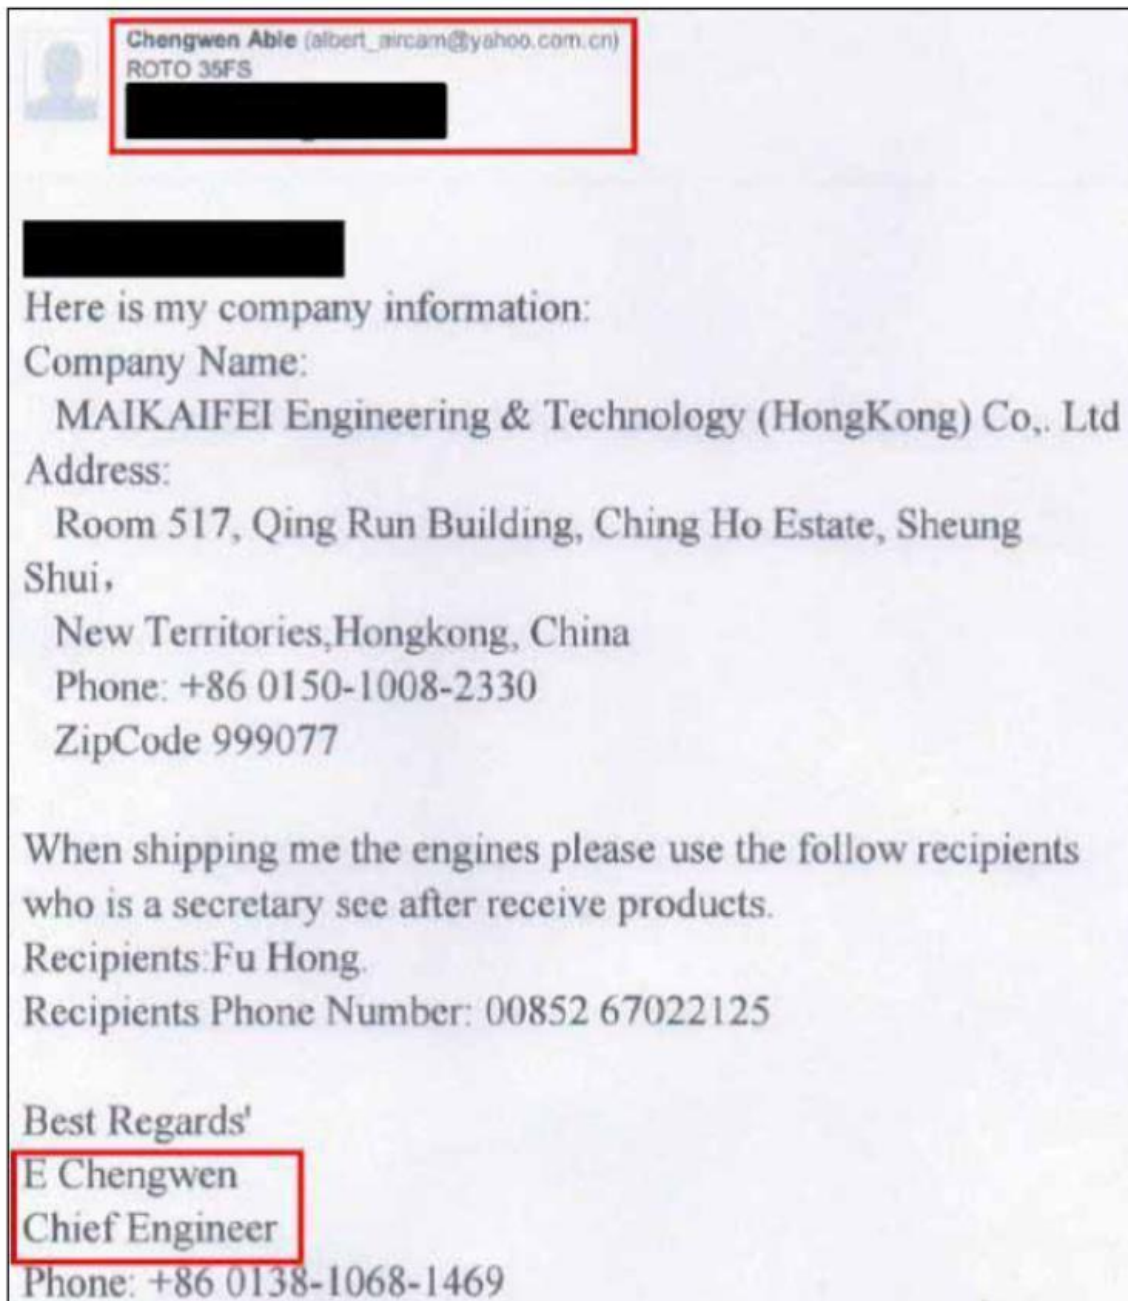 Chengwen Able (albert_aircam@yahoo.com.cn)
ROTO 35FS
Here is my company information:
Company Name:
MAIKAIFEI Engineering & Technology (HongKong) Co,. Ltd
Address:
Room 517, Qing Run Building, Ching Ho Estate, Sheung
Shui,
New Territories,Hongkong, China
Phone: +86 0150-1008-2330
ZipCode 999077
When shipping me the engines please use the follow recipients
who is a secretary see after receive products.
Recipients:Fu Hong.
Recipients Phone Number: 00852 67022125
Best Regards'
E Chengwen
Chief Engineer
Phone: +86 0138-1068-1469